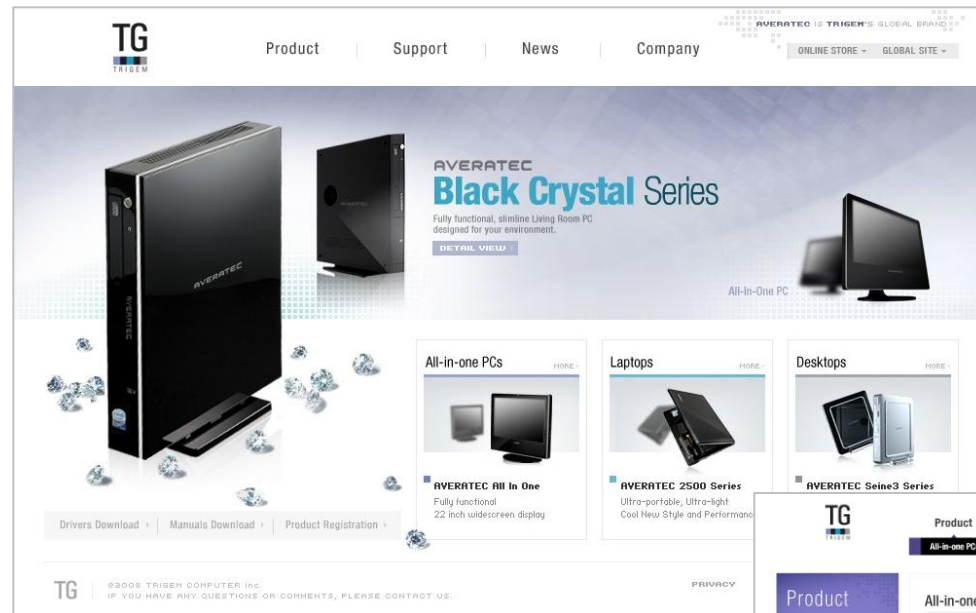 TG
TRIGEM
Product
Support
News
Company
AVERATEC IS TRIGEM'S GLOBAL BRAND
ONLINE STORE
GLOBAL SITE
AVERATEC
Black Crystal Series
Fully functional, slimline Living Room PC
designed for your environment.
DETAIL VIEW
All-In-One PC
AVERATEC
AVERATEC
AVERATEC
All-in-one PCs
MORE
Laptops
MORE
Desktops
MORE
AVERATEC All In One
Fully functional
22 inch widescreen display
AVERATEC 2500 Series
Ultra-portable, Ultra-light
Cool New Style and Performanc
AVERATEC Seine3 Series
Drivers Download
Manuals Download
Product Registration
TG
©2008 TRIGEM COMPUTER Inc.
IF YOU HAVE ANY QUESTIONS OR COMMENTS, PLEASE CONTACT US.
PRIVACY
TG
TRIGEM
Product
All-in-one PC
Product
All-in-one